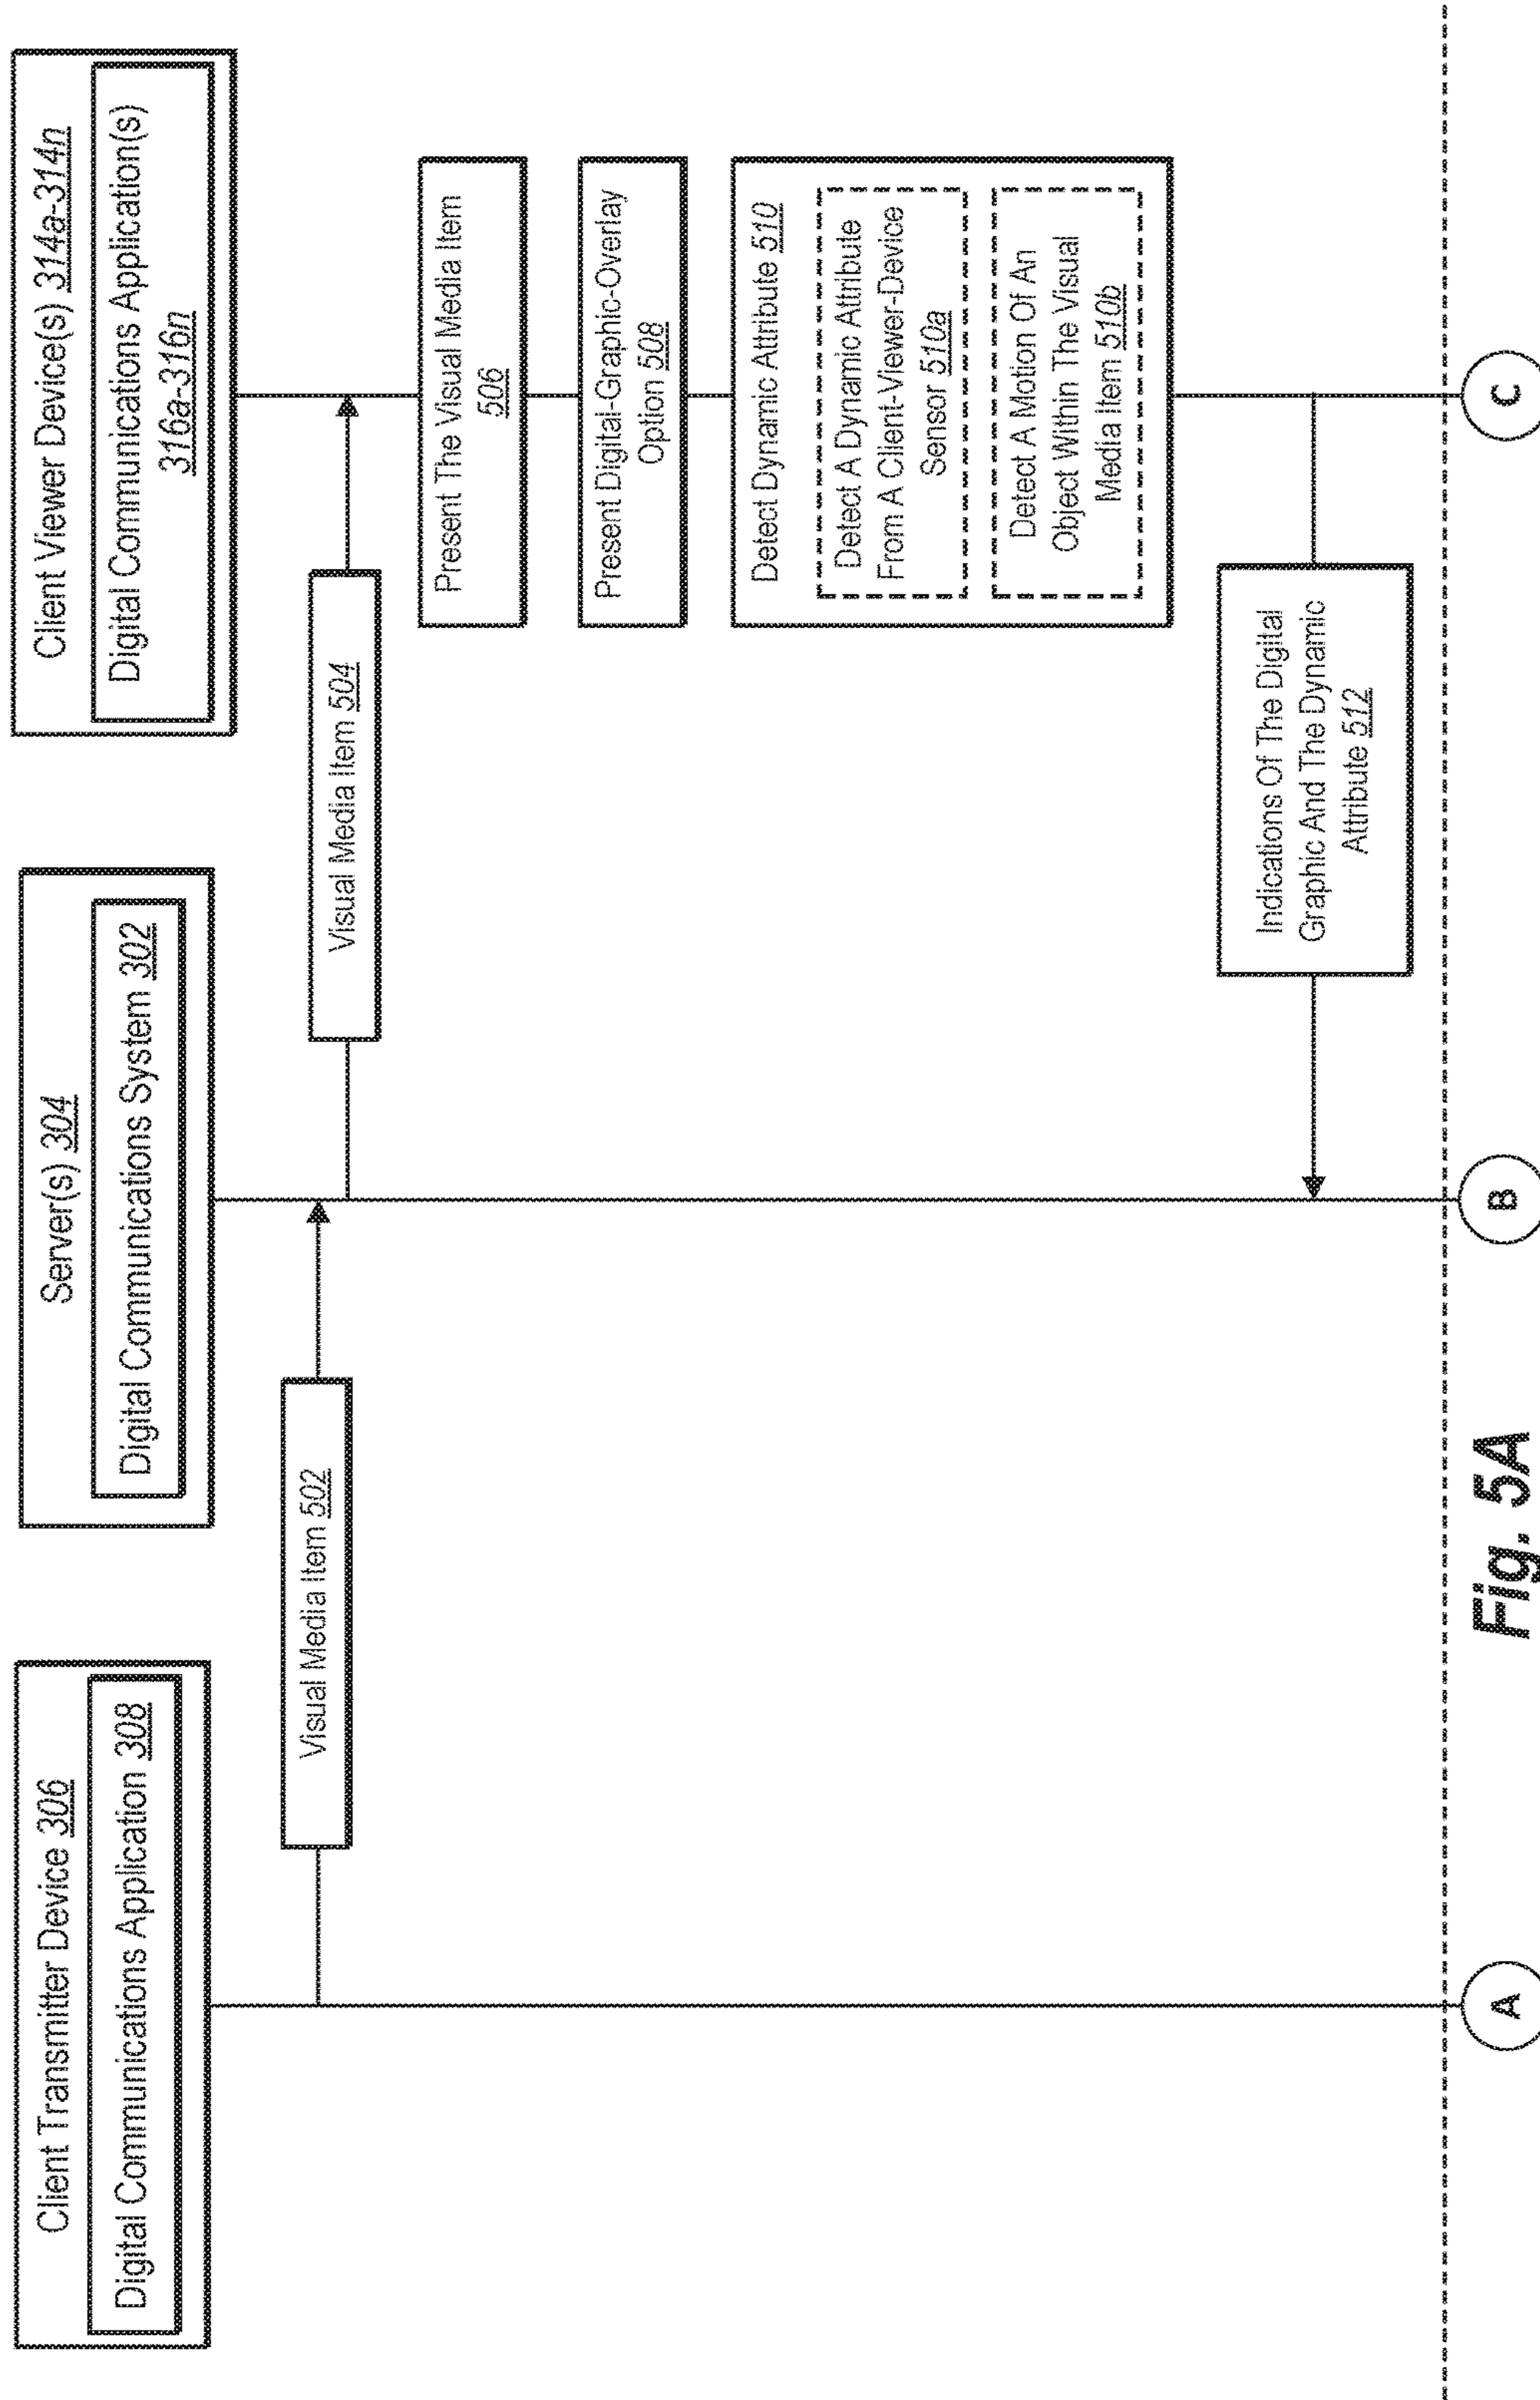 Client Transmitter Device 306
Digital Communications Application 308
Server(s) 304
Digital Communications System 302
Client Viewer Device(s) 314a-314n
Digital Communications Application(s)
316a-316n
Visual Media Item 502
Visual Media Item 504
Present The Visual Media Item
506
Present Digital-Graphic-Overlay
Option 508
Detect Dynamic Attribute 510
Detect A Dynamic Attribute
From A Client-Viewer-Device
Sensor 510a
Detect A Motion Of An
Object Within The Visual
Media Item 510b
Indications Of The Digital
Graphic And The Dynamic
Attribute 512
A
B
C
Fig. 5A